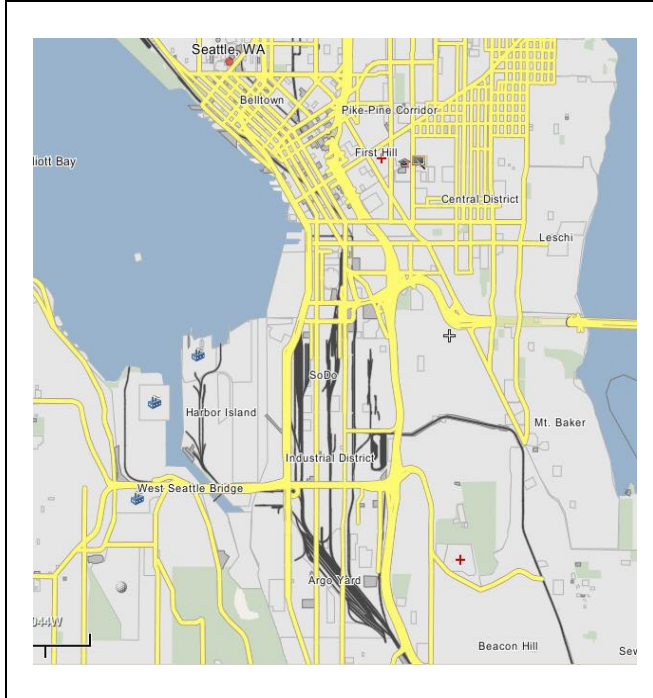 Seattle, WA
Belltown
Pike-Pine Corridor
First Hill
liott Bay
Central District
Leschi
SoDo
Harbor Island
Mt. Baker
Industrial District
West Seattle Bridge
Argo Yard
044W
Beacon Hill
Sew